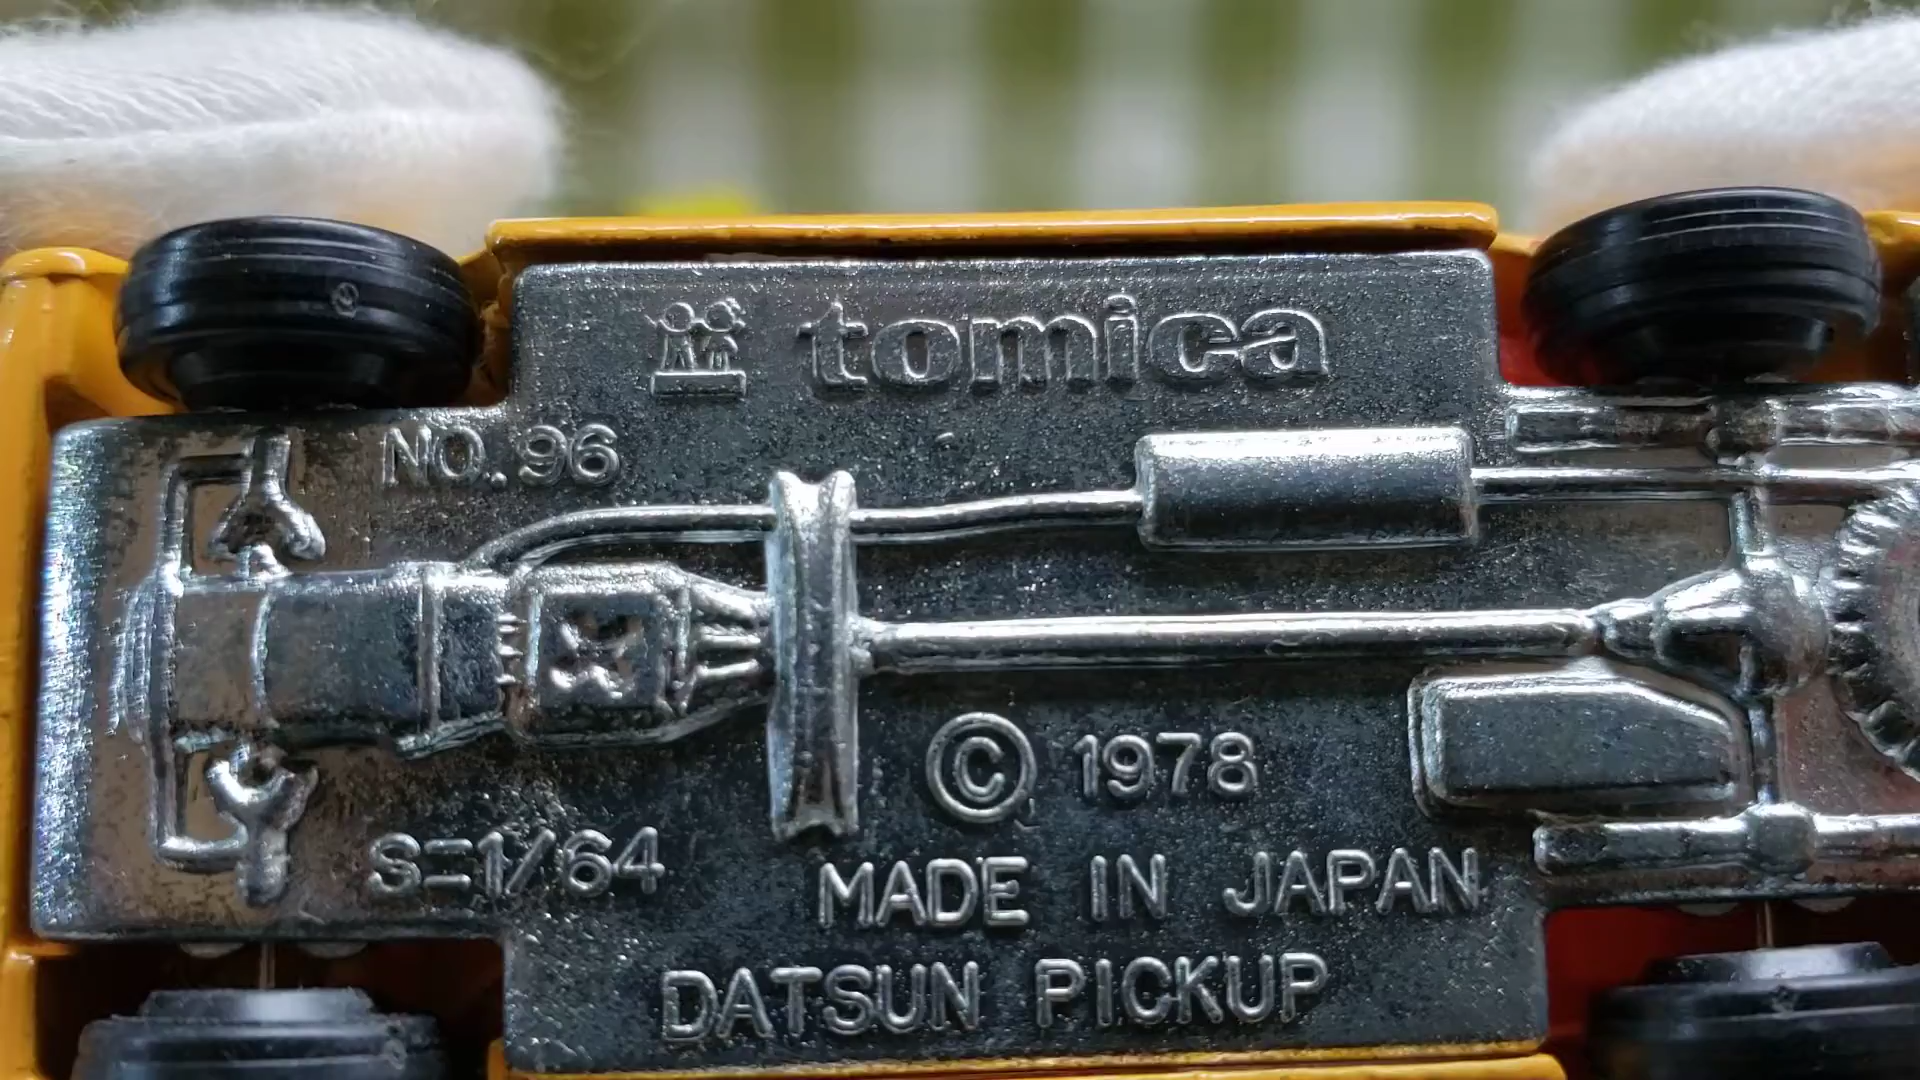 tomica
NO. 96
© 1978
S=1/64
MADE IN JAPAN
DATSUN PICKUP